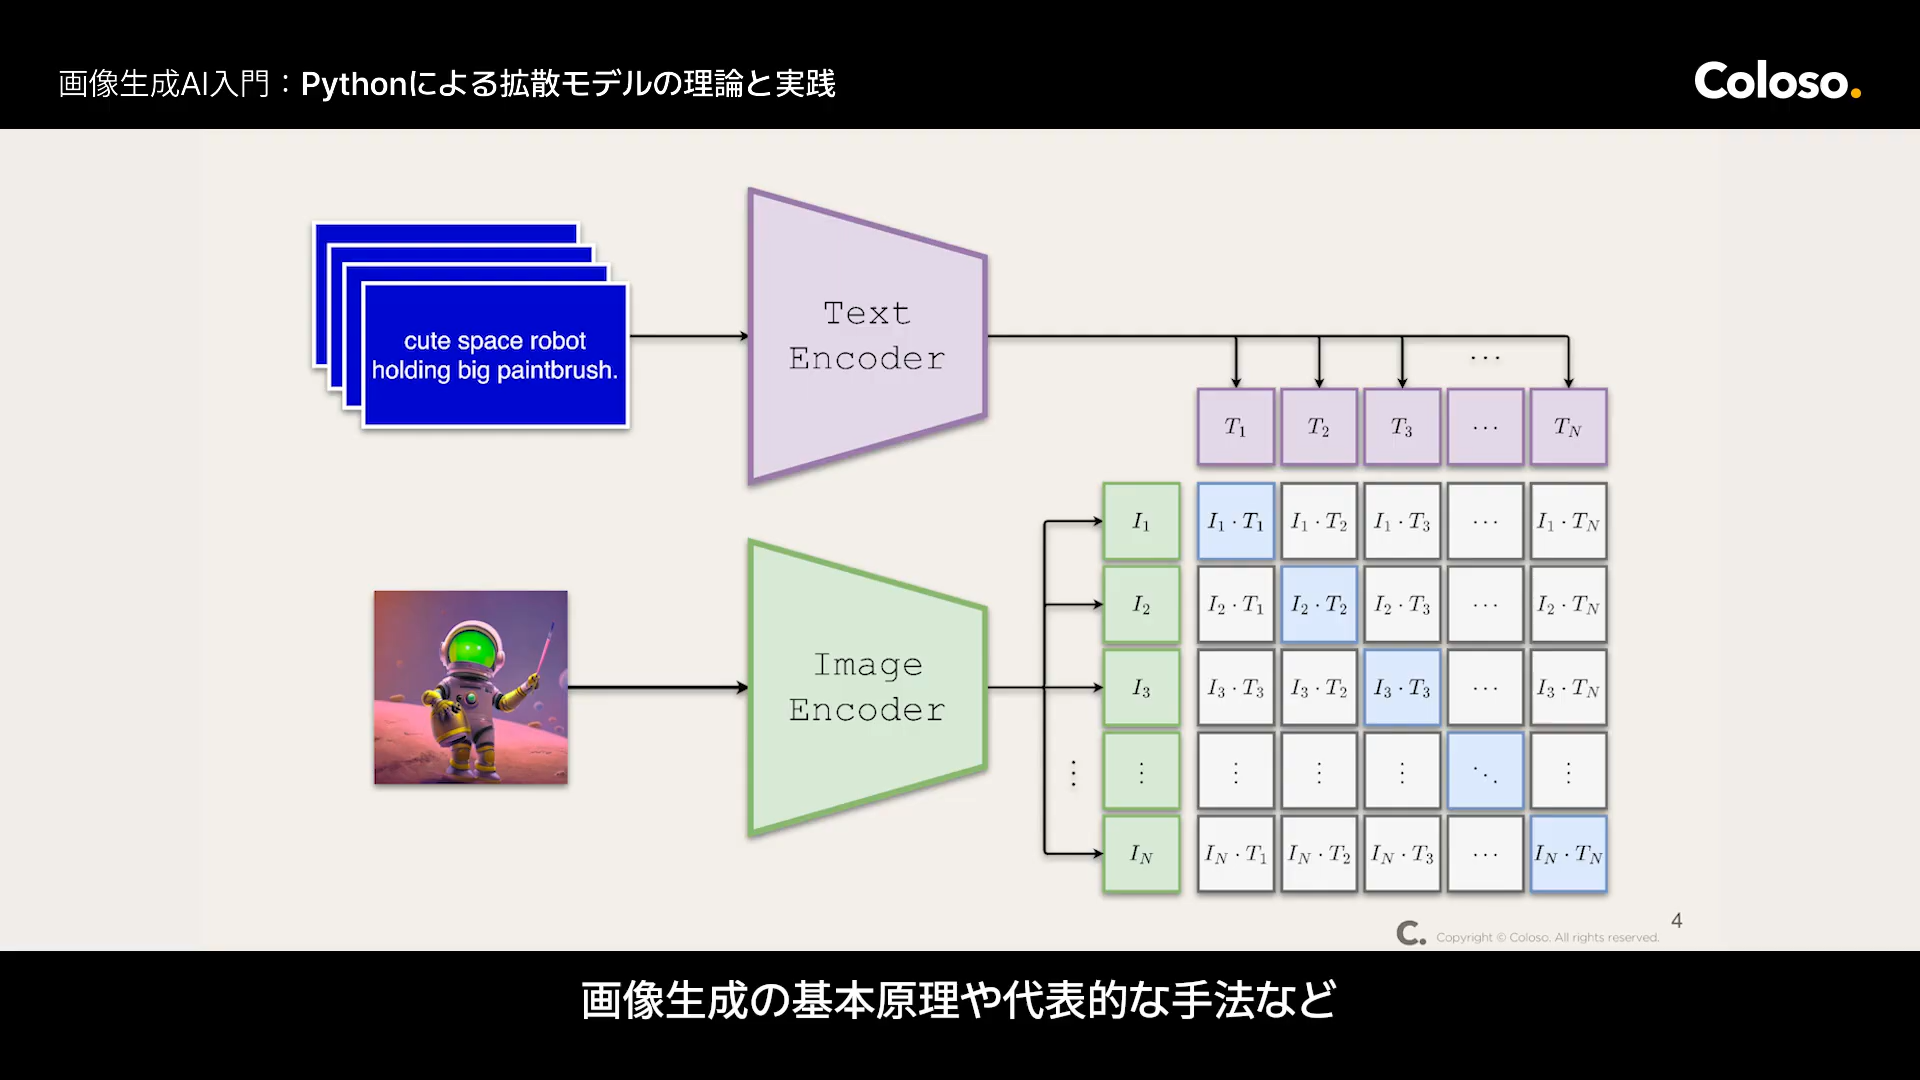 画像生成AI入門：Pythonによる拡散モデルの理論と実践
Coloso.
cute space robot
holding big paintbrush.
Text
Encoder
...
T1 T2 T3 ... TN
Image
Encoder
I1 I1 · T1 I1 · T2 I1 · T3 ... I1 · TN
I2 I2 · T1 I2 · T2 I2 · T3 ... I2 · TN
I3 I3 · T3 I3 · T2 I3 · T3 ... I3 · TN
⋮ ⋮ ⋮ ⋮ ⋮ ⋱ ⋮
IN IN · T1 IN · T2 IN · T3 ... IN · TN
4
C. Copyright © Coloso. All rights reserved.
画像生成の基本原理や代表的な手法など